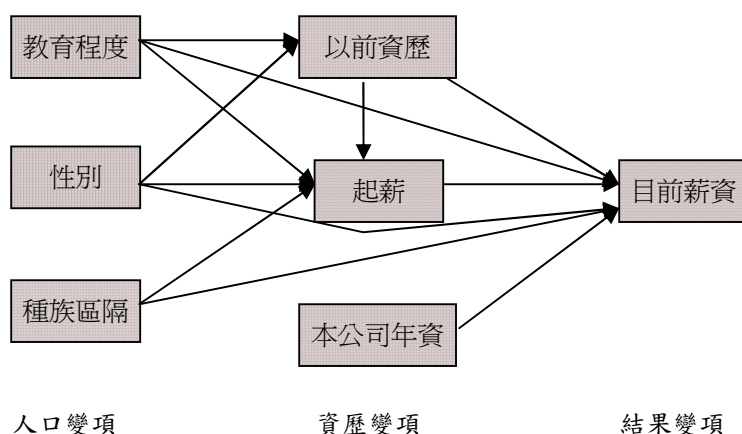 教育程度
以前資歷
性別
起薪
目前薪資
種族區隔
本公司年資
人口變項
資歷變項
結果變項